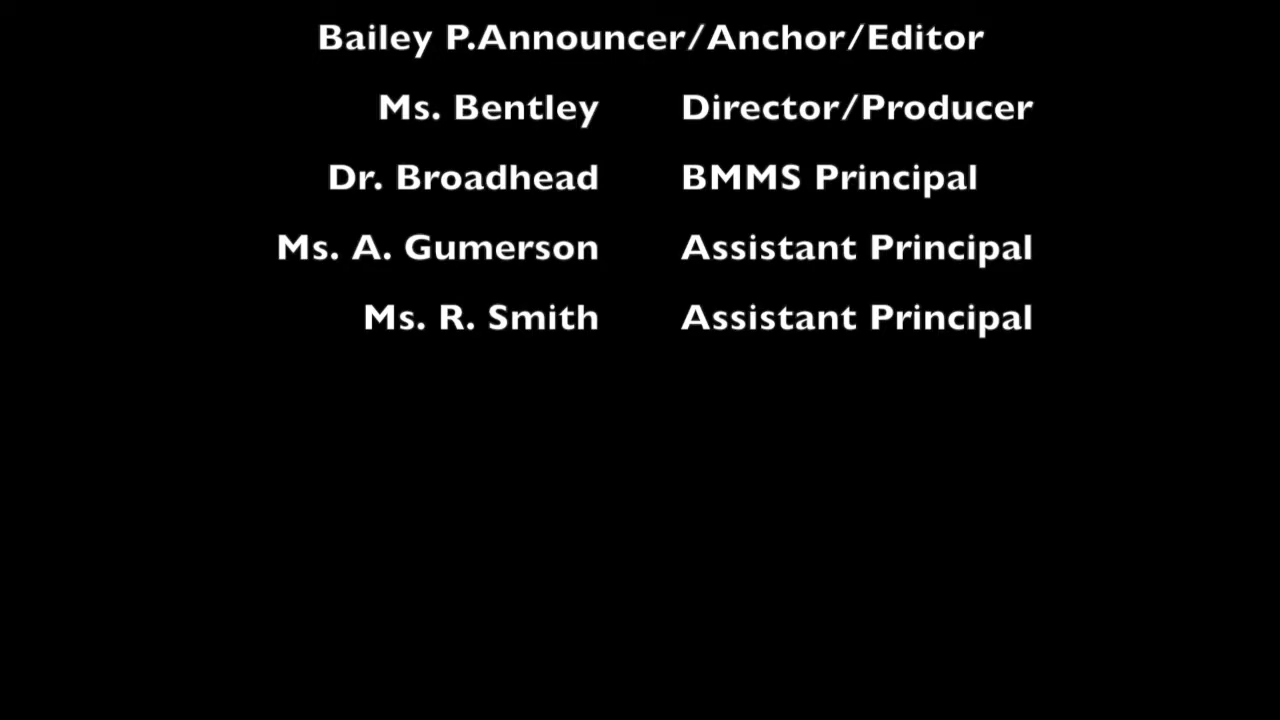 Bailey P.Announcer/Anchor/Editor
Ms. Bentley Director/Producer
Dr. Broadhead BMMS Principal
Ms. A. Gumerson Assistant Principal
Ms. R. Smith Assistant Principal